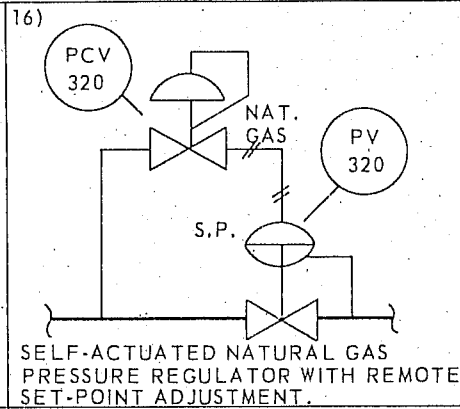 16)
PCV
320
NAT.
GAS
PV
320
S.P.
SELF-ACTUATED NATURAL GAS
PRESSURE REGULATOR WITH REMOTE
SET-POINT ADJUSTMENT.